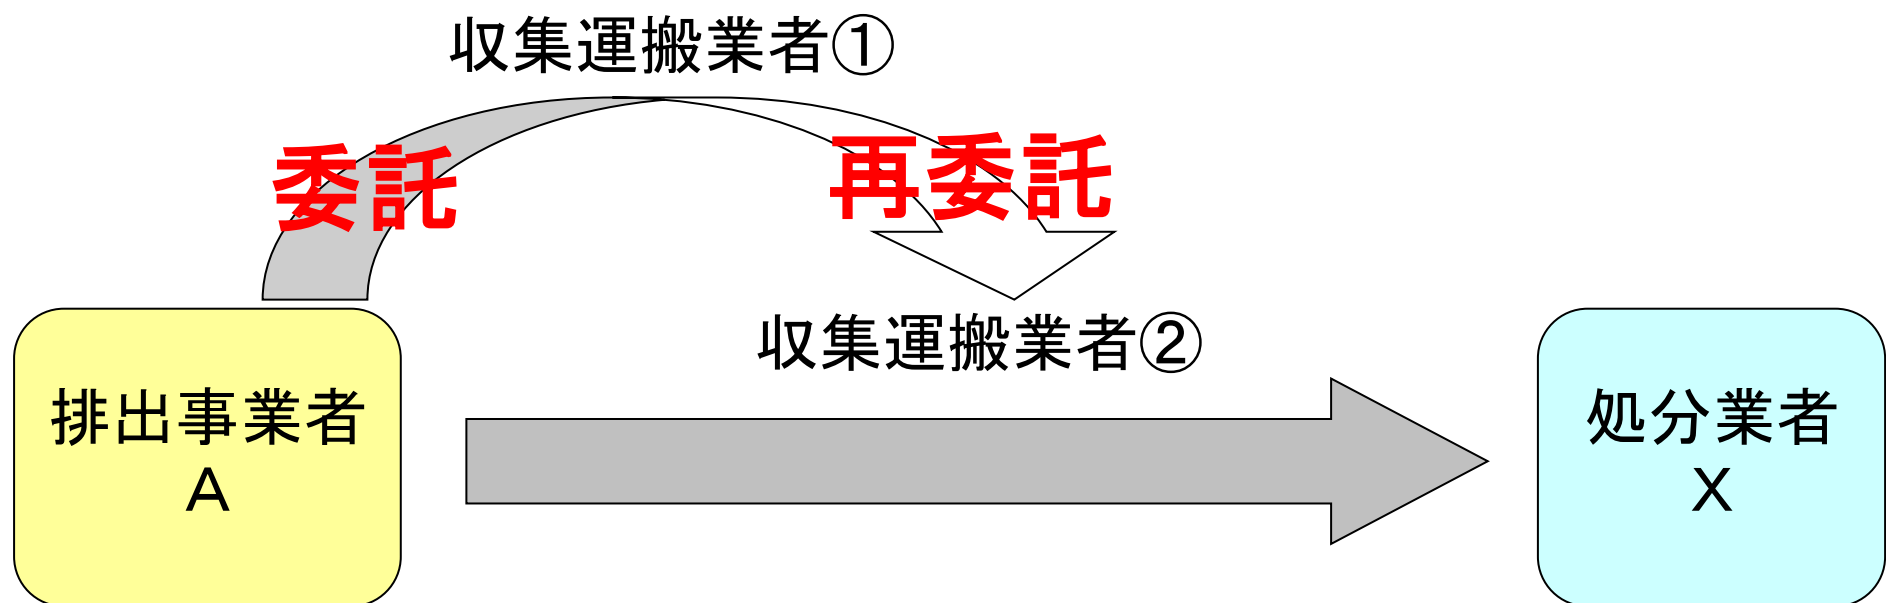 収集運搬業者①
委託
再委託
収集運搬業者②
排出事業者
A
処分業者
X